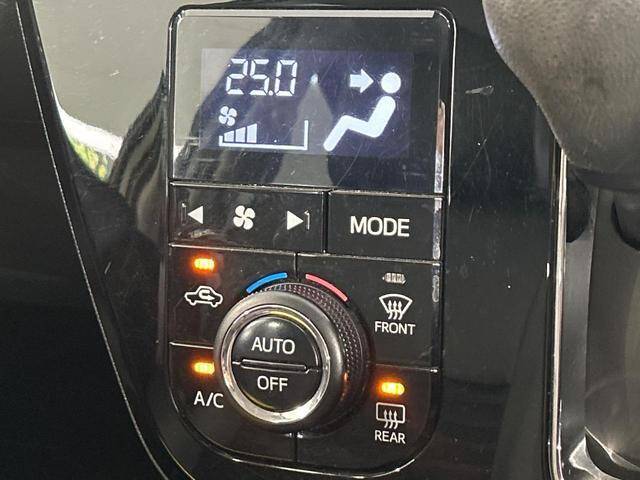 25.0
MODE
FRONT
AUTO
OFF
A/C
REAR